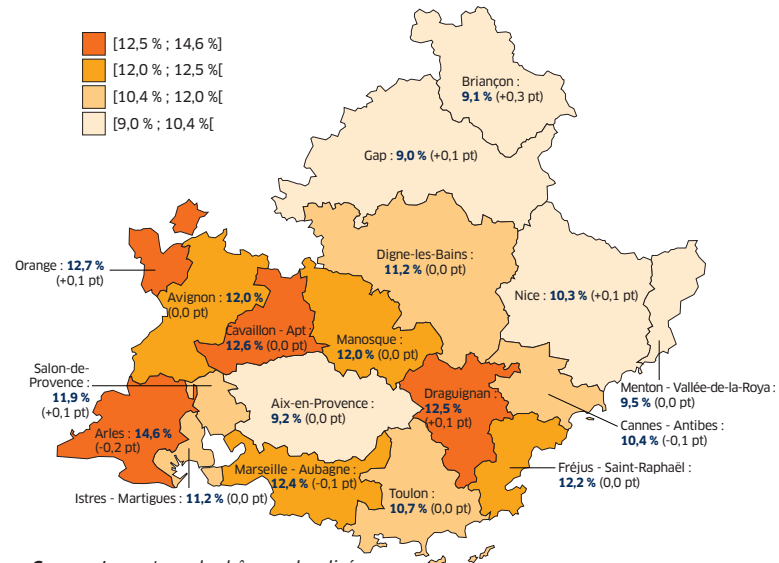 [12,5 % ; 14,6 %]
[12,0 % ; 12,5 %[
[10,4 % ; 12,0 %[
[9,0 % ; 10,4 %[
Briançon :
9,1 % (+0,3 pt)
Gap : 9,0 % (+0,1 pt)
Digne-les-Bains :
11,2 % (0,0 pt)
Orange : 12,7 %
(+0,1 pt)
Avignon : 12,0 %
(0,0 pt)
Nice : 10,3 % (+0,1 pt)
Cavaillon - Apt :
12,6 % (0,0 pt)
Manosque :
12,0 % (0,0 pt)
Salon-de-
Provence :
11,9 %
(+0,1 pt)
Aix-en-Provence :
9,2 % (0,0 pt)
Draguignan :
12,5 %
(+0,1 pt)
Menton - Vallée-de-la-Roya :
9,5 % (0,0 pt)
Cannes - Antibes :
10,4 % (-0,1 pt)
Arles : 14,6 %
(-0,2 pt)
Marseille - Aubagne :
12,4 % (-0,1 pt)
Fréjus - Saint-Raphaël :
12,2 % (0,0 pt)
Istres - Martigues : 11,2 % (0,0 pt)
Toulon :
10,7 % (0,0 pt)